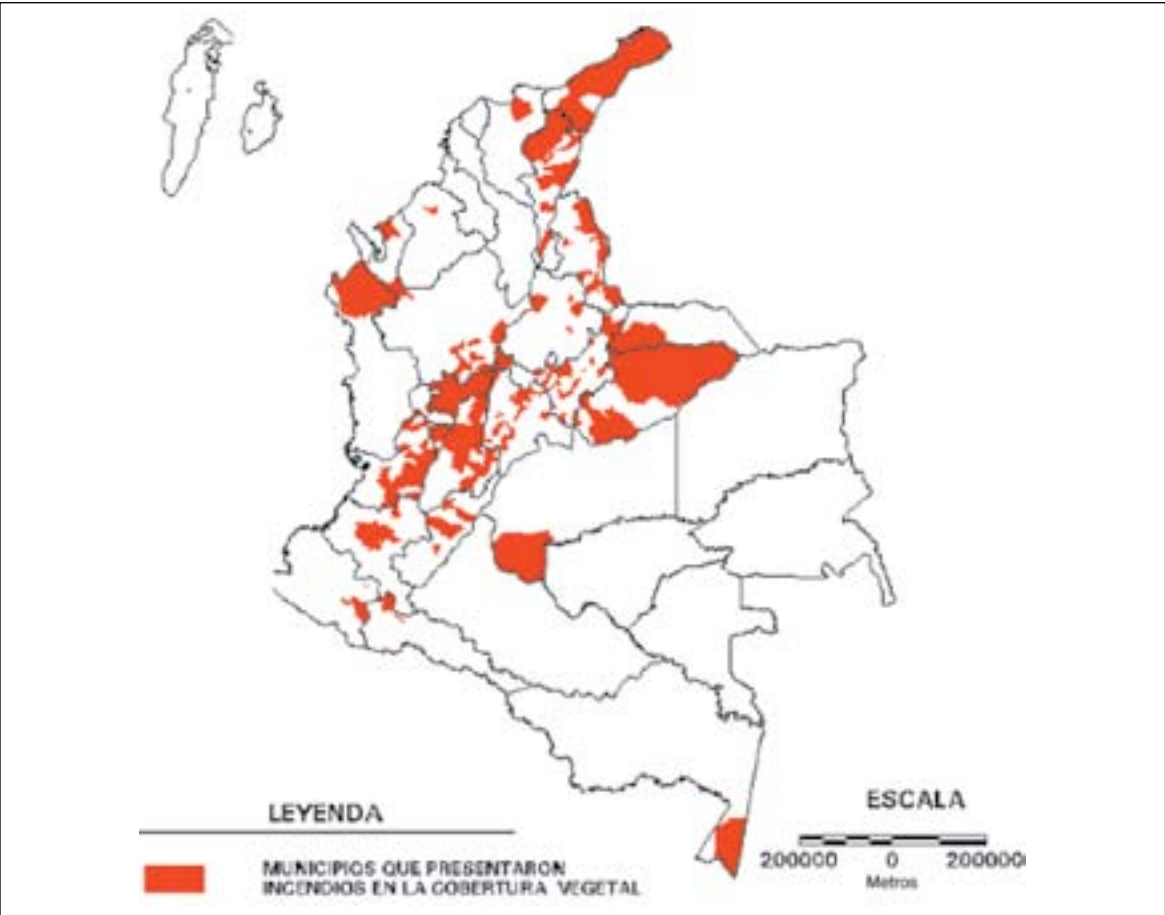 LEYENDA
MUNICIPIOS QUE PRESENTARON
INCENDIOS EN LA COBERTURA VEGETAL
ESCALA
200000 0 200000
Metros